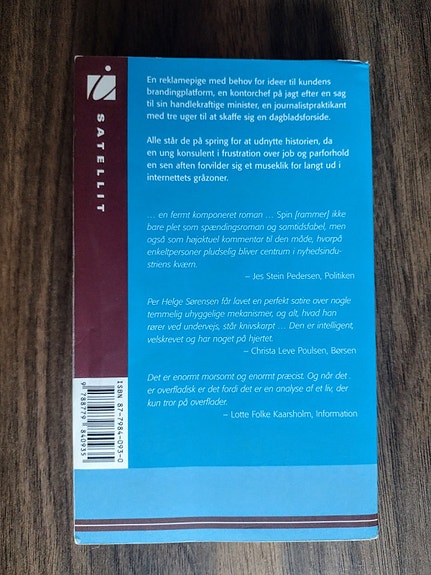 En reklamepige med behov for ideer til kundens
brandingplatform, en kontorchef på jagt efter en sag
til sin handlekraftige minister, en journalistpraktikant
med tre uger til at skaffe sig en dagbladsforside.
Alle står de på spring for at udnytte historien, da
en ung konsulent i frustration over job og parforhold
en sen aften forvilder sig et museklik for langt ud i
internettets gråzoner.
... en fermt komponeret roman ... Spin [rammer] ikke
bare plet som spændingsroman og samtidsfabel, men
også som højaktuel kommentar til den måde, hvorpå
enkeltpersoner pludselig bliver centrum i nyhedsindu-
striens kværn.
– Jes Stein Pedersen, Politiken
Per Helge Sørensen får lavet en perfekt satire over nogle
temmelig uhyggelige mekanismer, og alt, hvad han
rører ved undervejs, står knivskarpt ... Den er intelligent,
velskrevet og har noget på hjertet.
– Christa Leve Poulsen, Børsen
Det er enormt morsomt og enormt præcist. Og når det
er overfladisk er det fordi det er en analyse af et liv, der
kun tror på overflader.
– Lotte Folke Kaarsholm, Information
SATELLIT
ISBN 87-7984-093-0
9 788779 840935